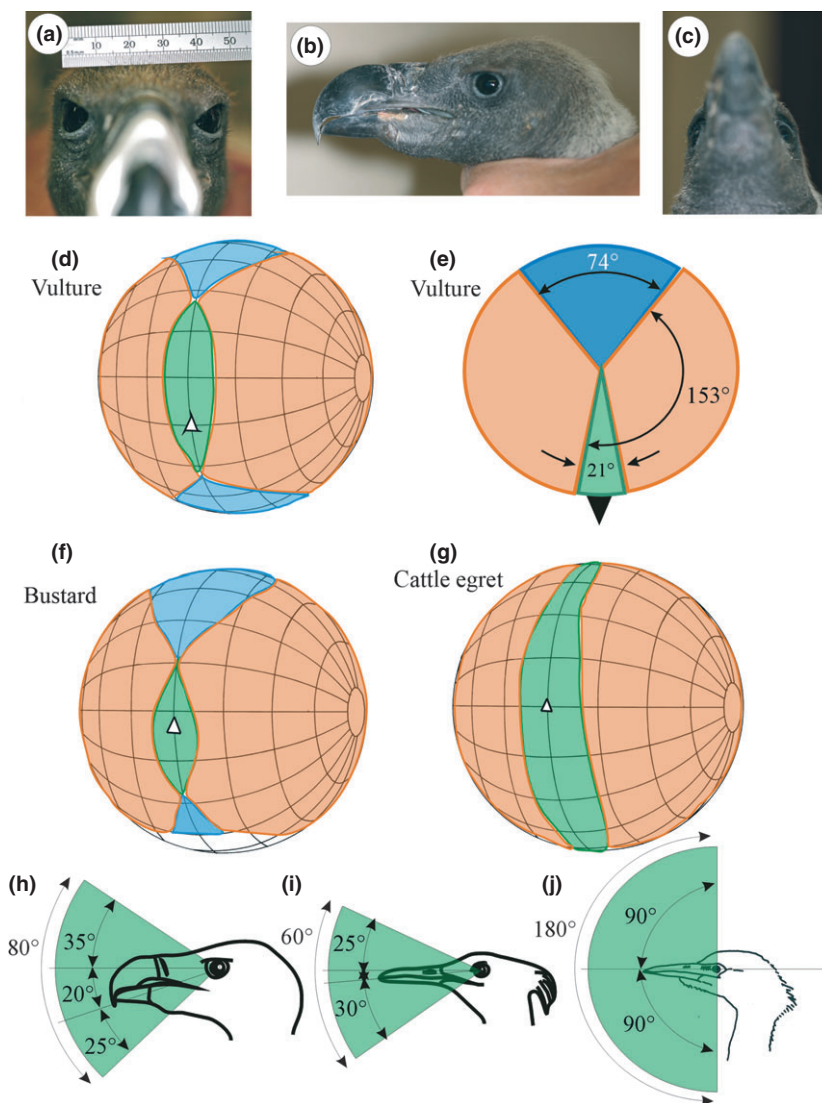 (a)
10 20 30 40 50
(b)
(c)
(d)
Vulture
(e)
Vulture
74°
153°
21°
(f)
Bustard
(g)
Cattle egret
(h)
80°
35°
20°
25°
(i)
60°
25°
30°
(j)
180°
90°
90°